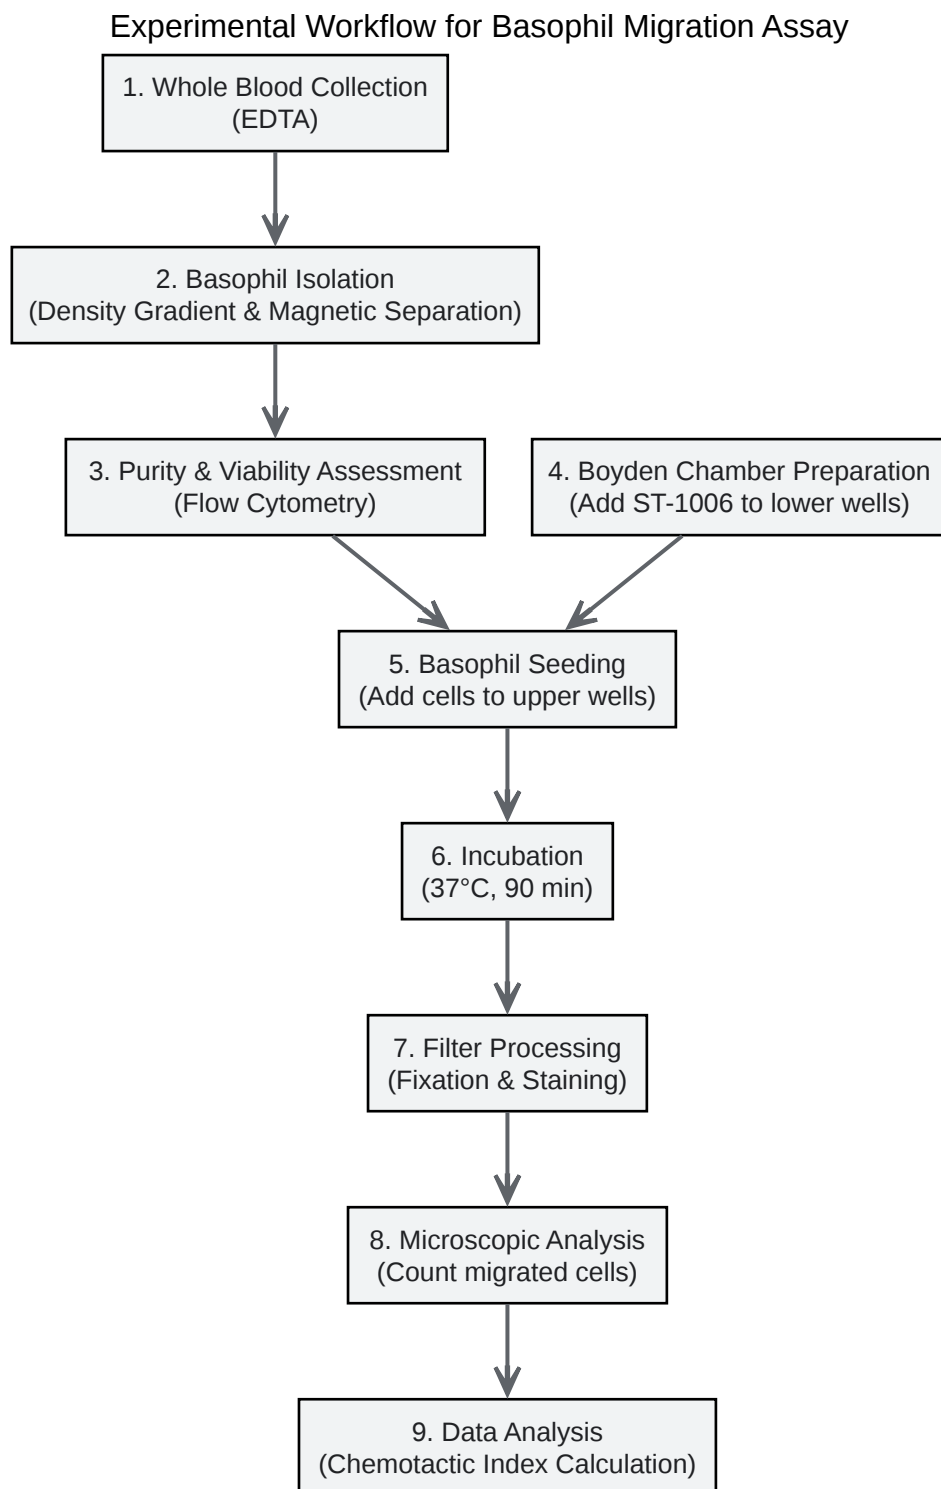 Experimental Workflow for Basophil Migration Assay
1. Whole Blood Collection
(EDTA)
2. Basophil Isolation
(Density Gradient & Magnetic Separation)
3. Purity & Viability Assessment
(Flow Cytometry)
4. Boyden Chamber Preparation
(Add ST-1006 to lower wells)
5. Basophil Seeding
(Add cells to upper wells)
6. Incubation
(37°C, 90 min)
7. Filter Processing
(Fixation & Staining)
8. Microscopic Analysis
(Count migrated cells)
9. Data Analysis
(Chemotactic Index Calculation)